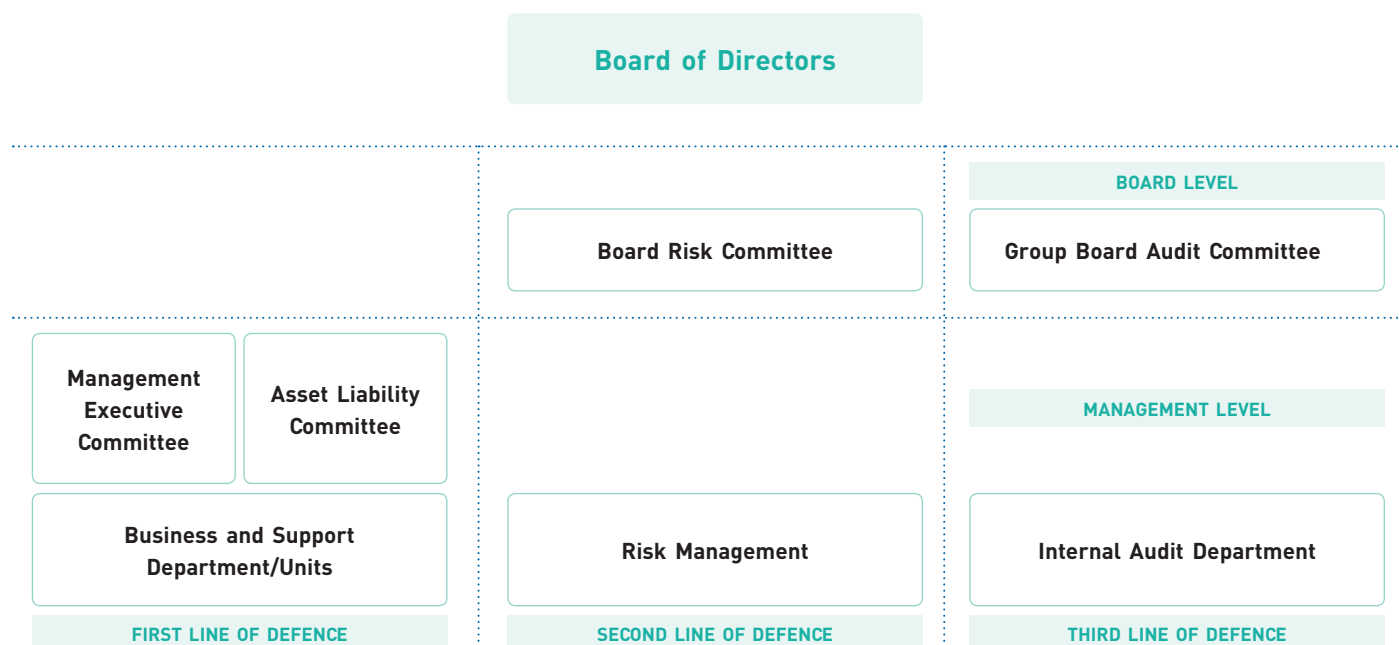 Board of Directors
BOARD LEVEL
Board Risk Committee
Group Board Audit Committee
Management
Executive
Committee
Asset Liability
Committee
MANAGEMENT LEVEL
Business and Support
Department/Units
Risk Management
Internal Audit Department
FIRST LINE OF DEFENCE
SECOND LINE OF DEFENCE
THIRD LINE OF DEFENCE